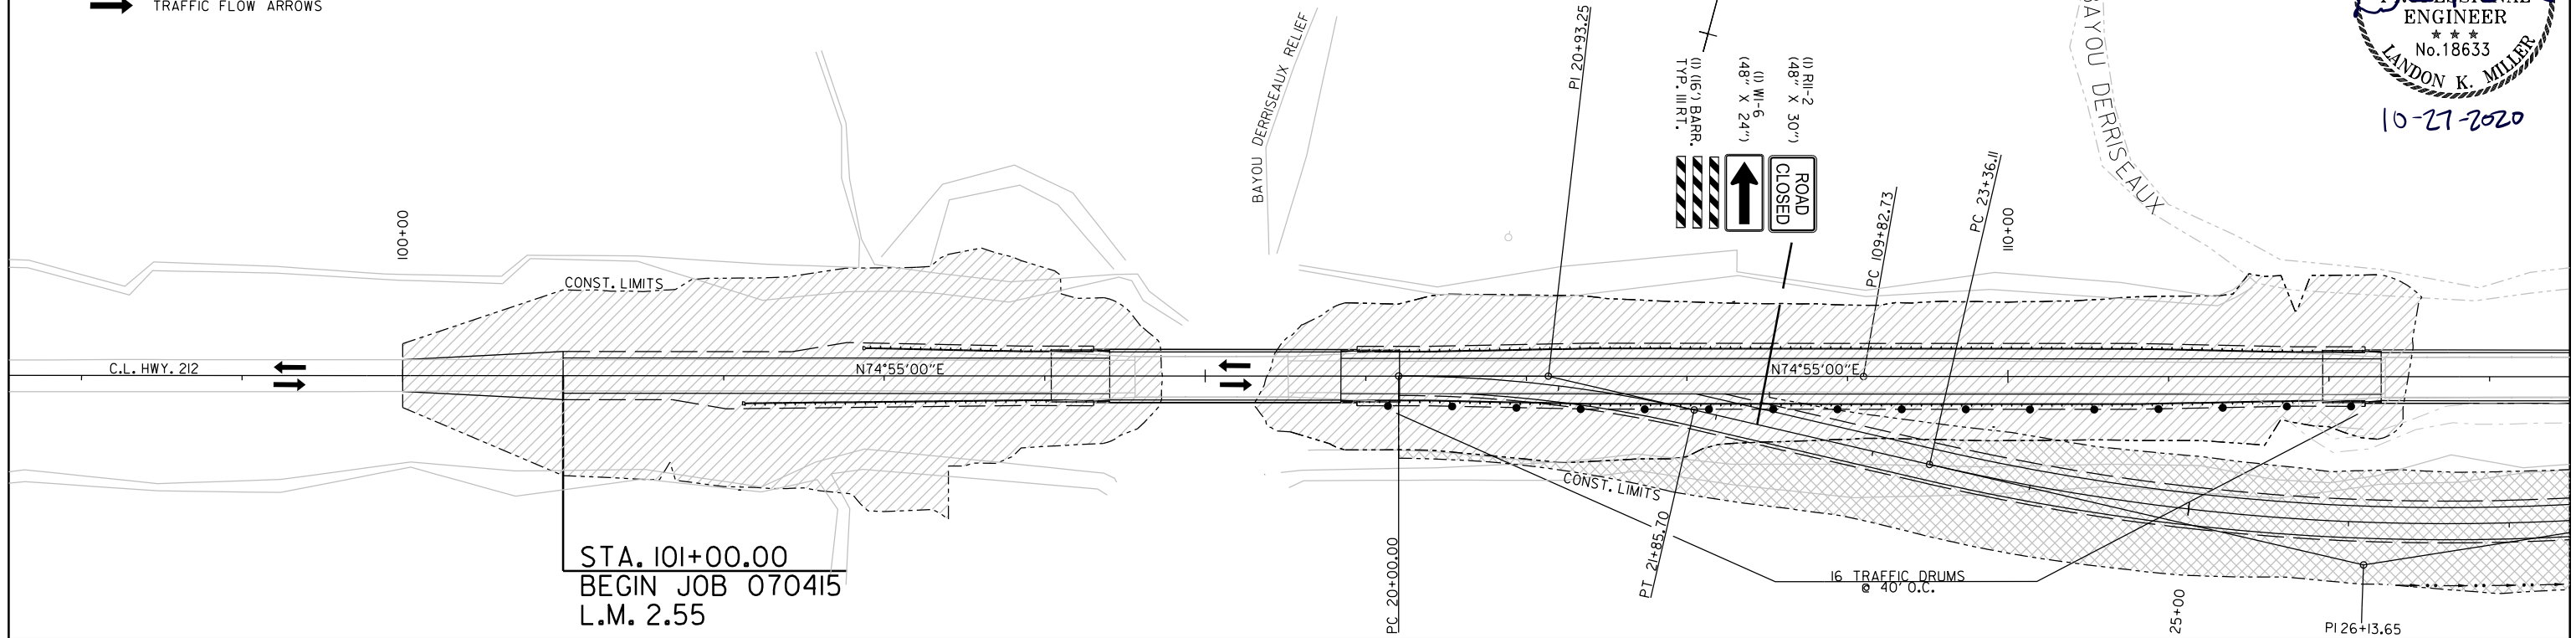 TRAFFIC FLOW ARROWS
ENGINEER
★ ★ ★
No.18633
LANDON K. MILLER
10-27-2020
BAYOU DERRISEAUX RELIEF
PI 20+93.25
(1) (16') BARR.
TYP. III RT.
(1) W1-6
(48" X 24")
(1) R11-2
(48" X 30")
ROAD
CLOSED
BAYOU DERRISEAUX
100+00
PC 109+82.73
PC 23+36.11
110+00
CONST. LIMITS
C.L. HWY. 212
N74°55'00"E
N74°55'00"E
CONST. LIMITS
STA. 101+00.00
BEGIN JOB 070415
L.M. 2.55
PC 20+00.00
PT 21+85.70
16 TRAFFIC DRUMS
@ 40' O.C.
25+00
PI 26+13.65